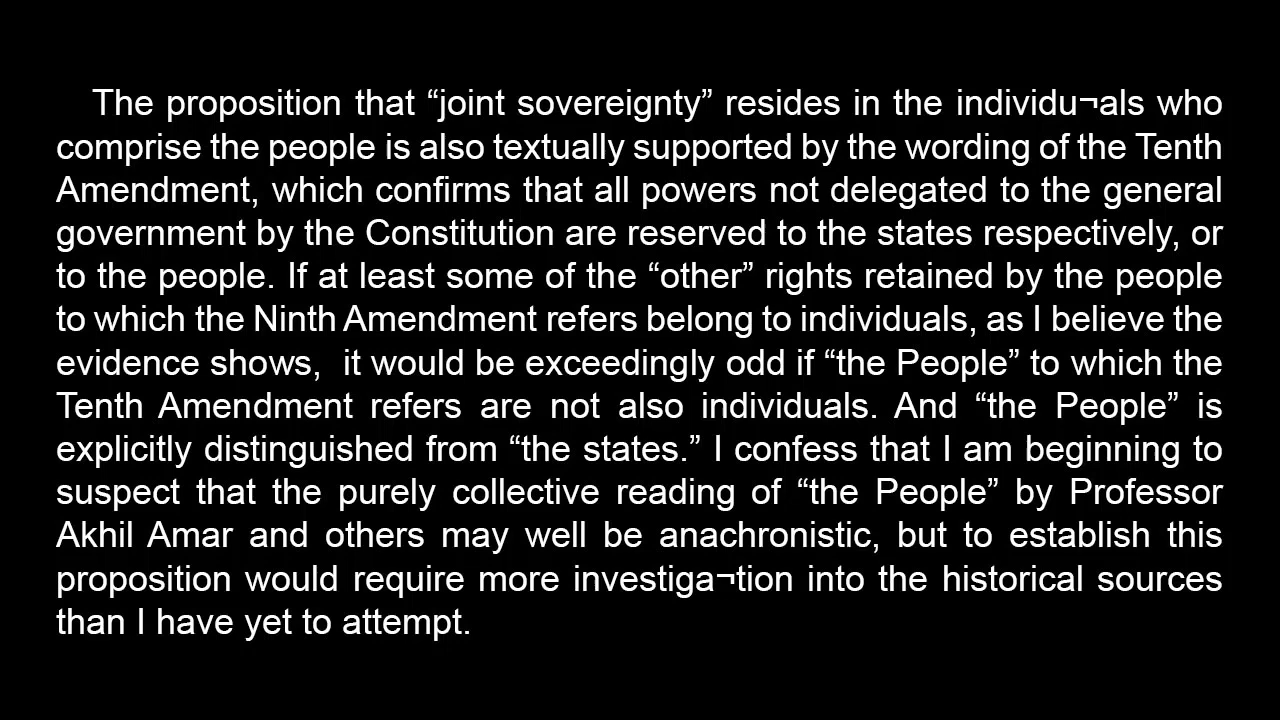 The proposition that “joint sovereignty” resides in the individu¬als who
comprise the people is also textually supported by the wording of the Tenth
Amendment, which confirms that all powers not delegated to the general
government by the Constitution are reserved to the states respectively, or
to the people. If at least some of the “other” rights retained by the people
to which the Ninth Amendment refers belong to individuals, as I believe the
evidence shows,  it would be exceedingly odd if “the People” to which the
Tenth Amendment refers are not also individuals. And “the People” is
explicitly distinguished from “the states.” I confess that I am beginning to
suspect that the purely collective reading of “the People” by Professor
Akhil Amar and others may well be anachronistic, but to establish this
proposition would require more investiga¬tion into the historical sources
than I have yet to attempt.